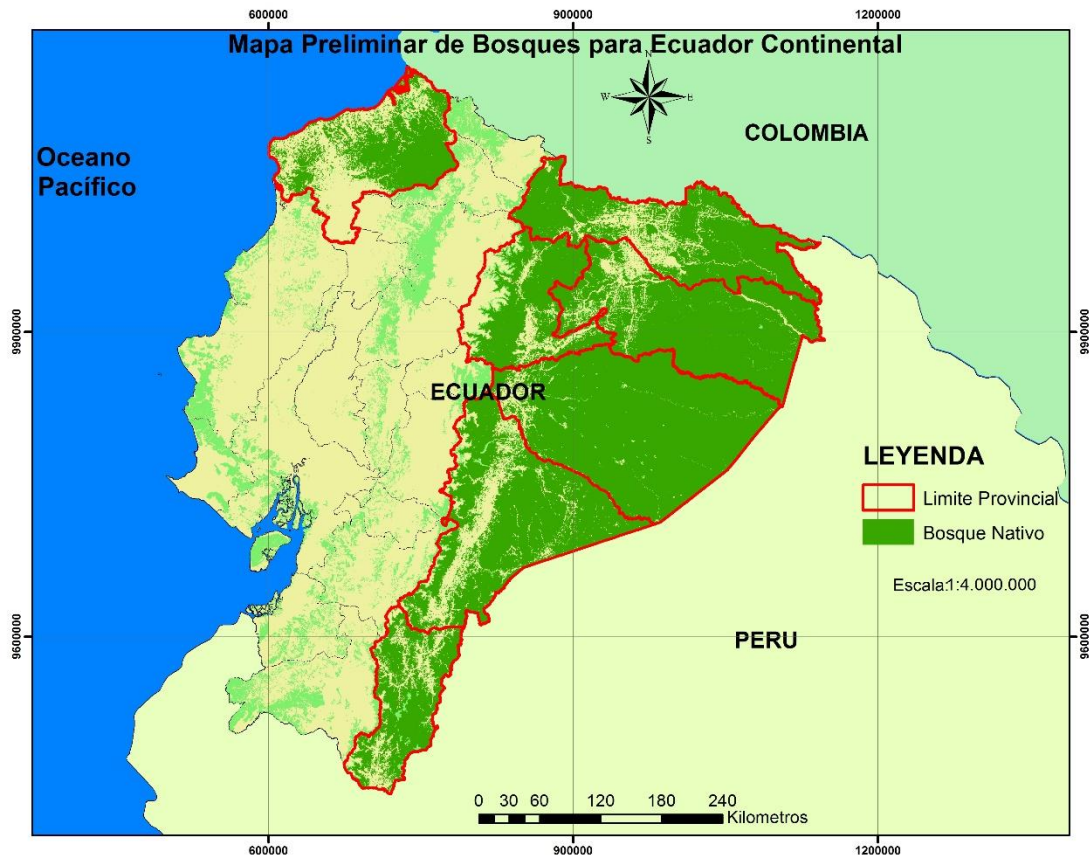 600000 900000 1200000
Mapa Preliminar de Bosques para Ecuador Continental
N
W E
S
COLOMBIA
Oceano
Pacífico
9900000 9900000
ECUADOR
LEYENDA
Limite Provincial
Bosque Nativo
Escala:1:4.000.000
9600000 9600000
PERU
0 30 60 120 180 240
Kilometros
600000 900000 1200000